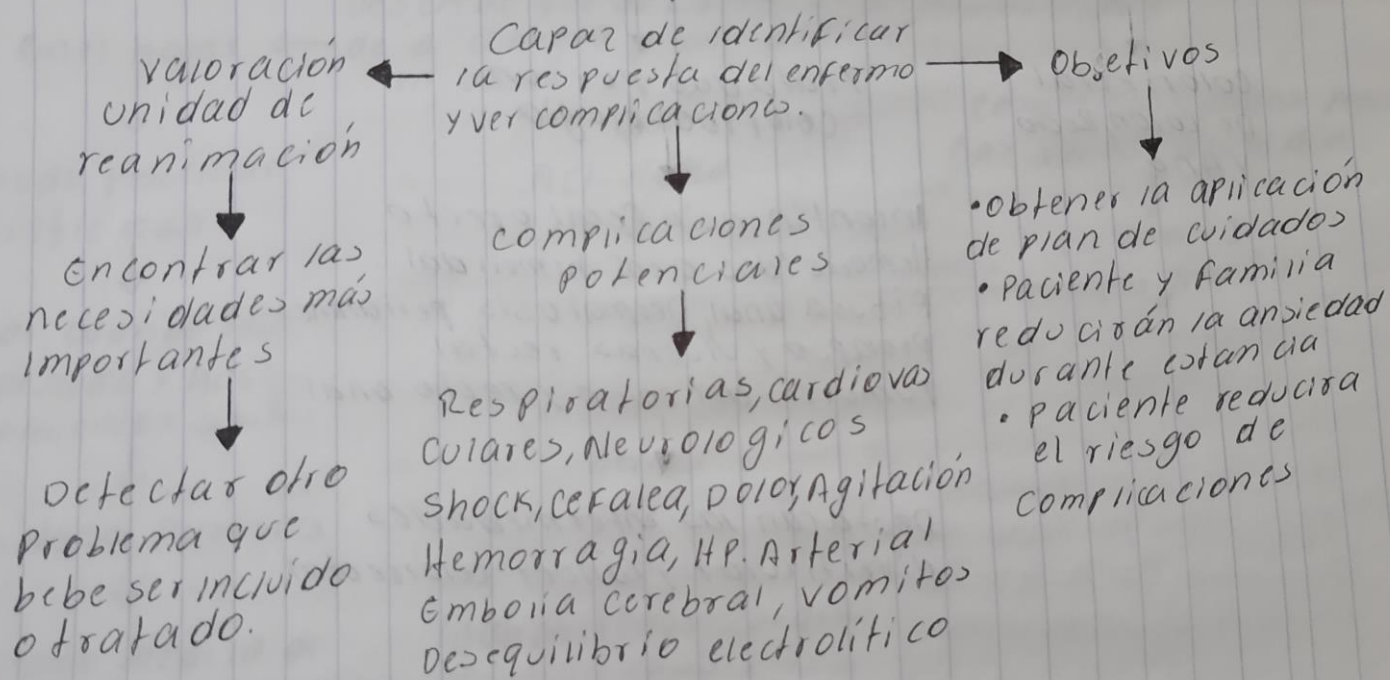 Capaz de identificar
la respuesta del enfermo
y ver complicaciones.
valoración
unidad de
reanimación
Encontrar las
necesidades más
importantes
Detectar otro
Problema que
bebe ser incluido
o tratado.
complicaciones
potenciales
Respiratorias, cardiovas
culares, Neurologicos
Shock, Cefalea, Dolor, Agitación
Hemorragia, HP. Arterial
Embolia cerebral, vomitos
Desequilibrio electrolítico
Objetivos
• Obtener la aplicación
de plan de cuidados
• Paciente y familia
reducirán la ansiedad
durante estancia
• Paciente reducira
el riesgo de
complicaciones